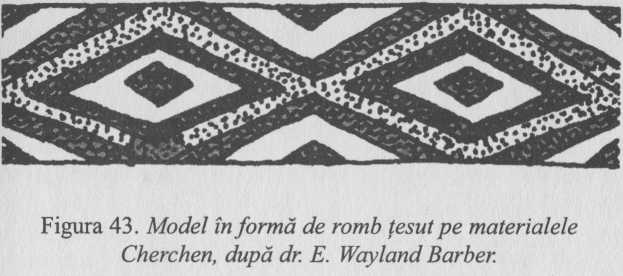 Figura 43. Model în formă de romb țesut pe materialele
Cherchen, după dr. E. Wayland Barber.